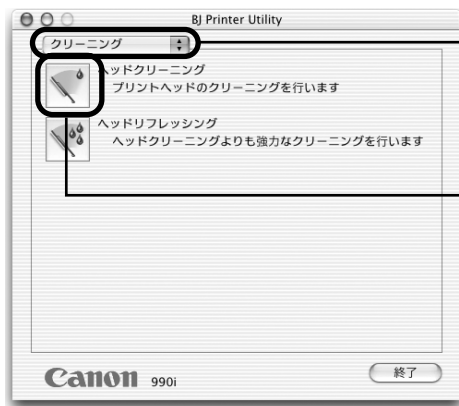 BJ Printer Utility
クリーニング
ヘッドクリーニング
プリントヘッドのクリーニングを行います
ヘッドリフレッシング
ヘッドクリーニングよりも強力なクリーニングを行います
Canon 990i
終了